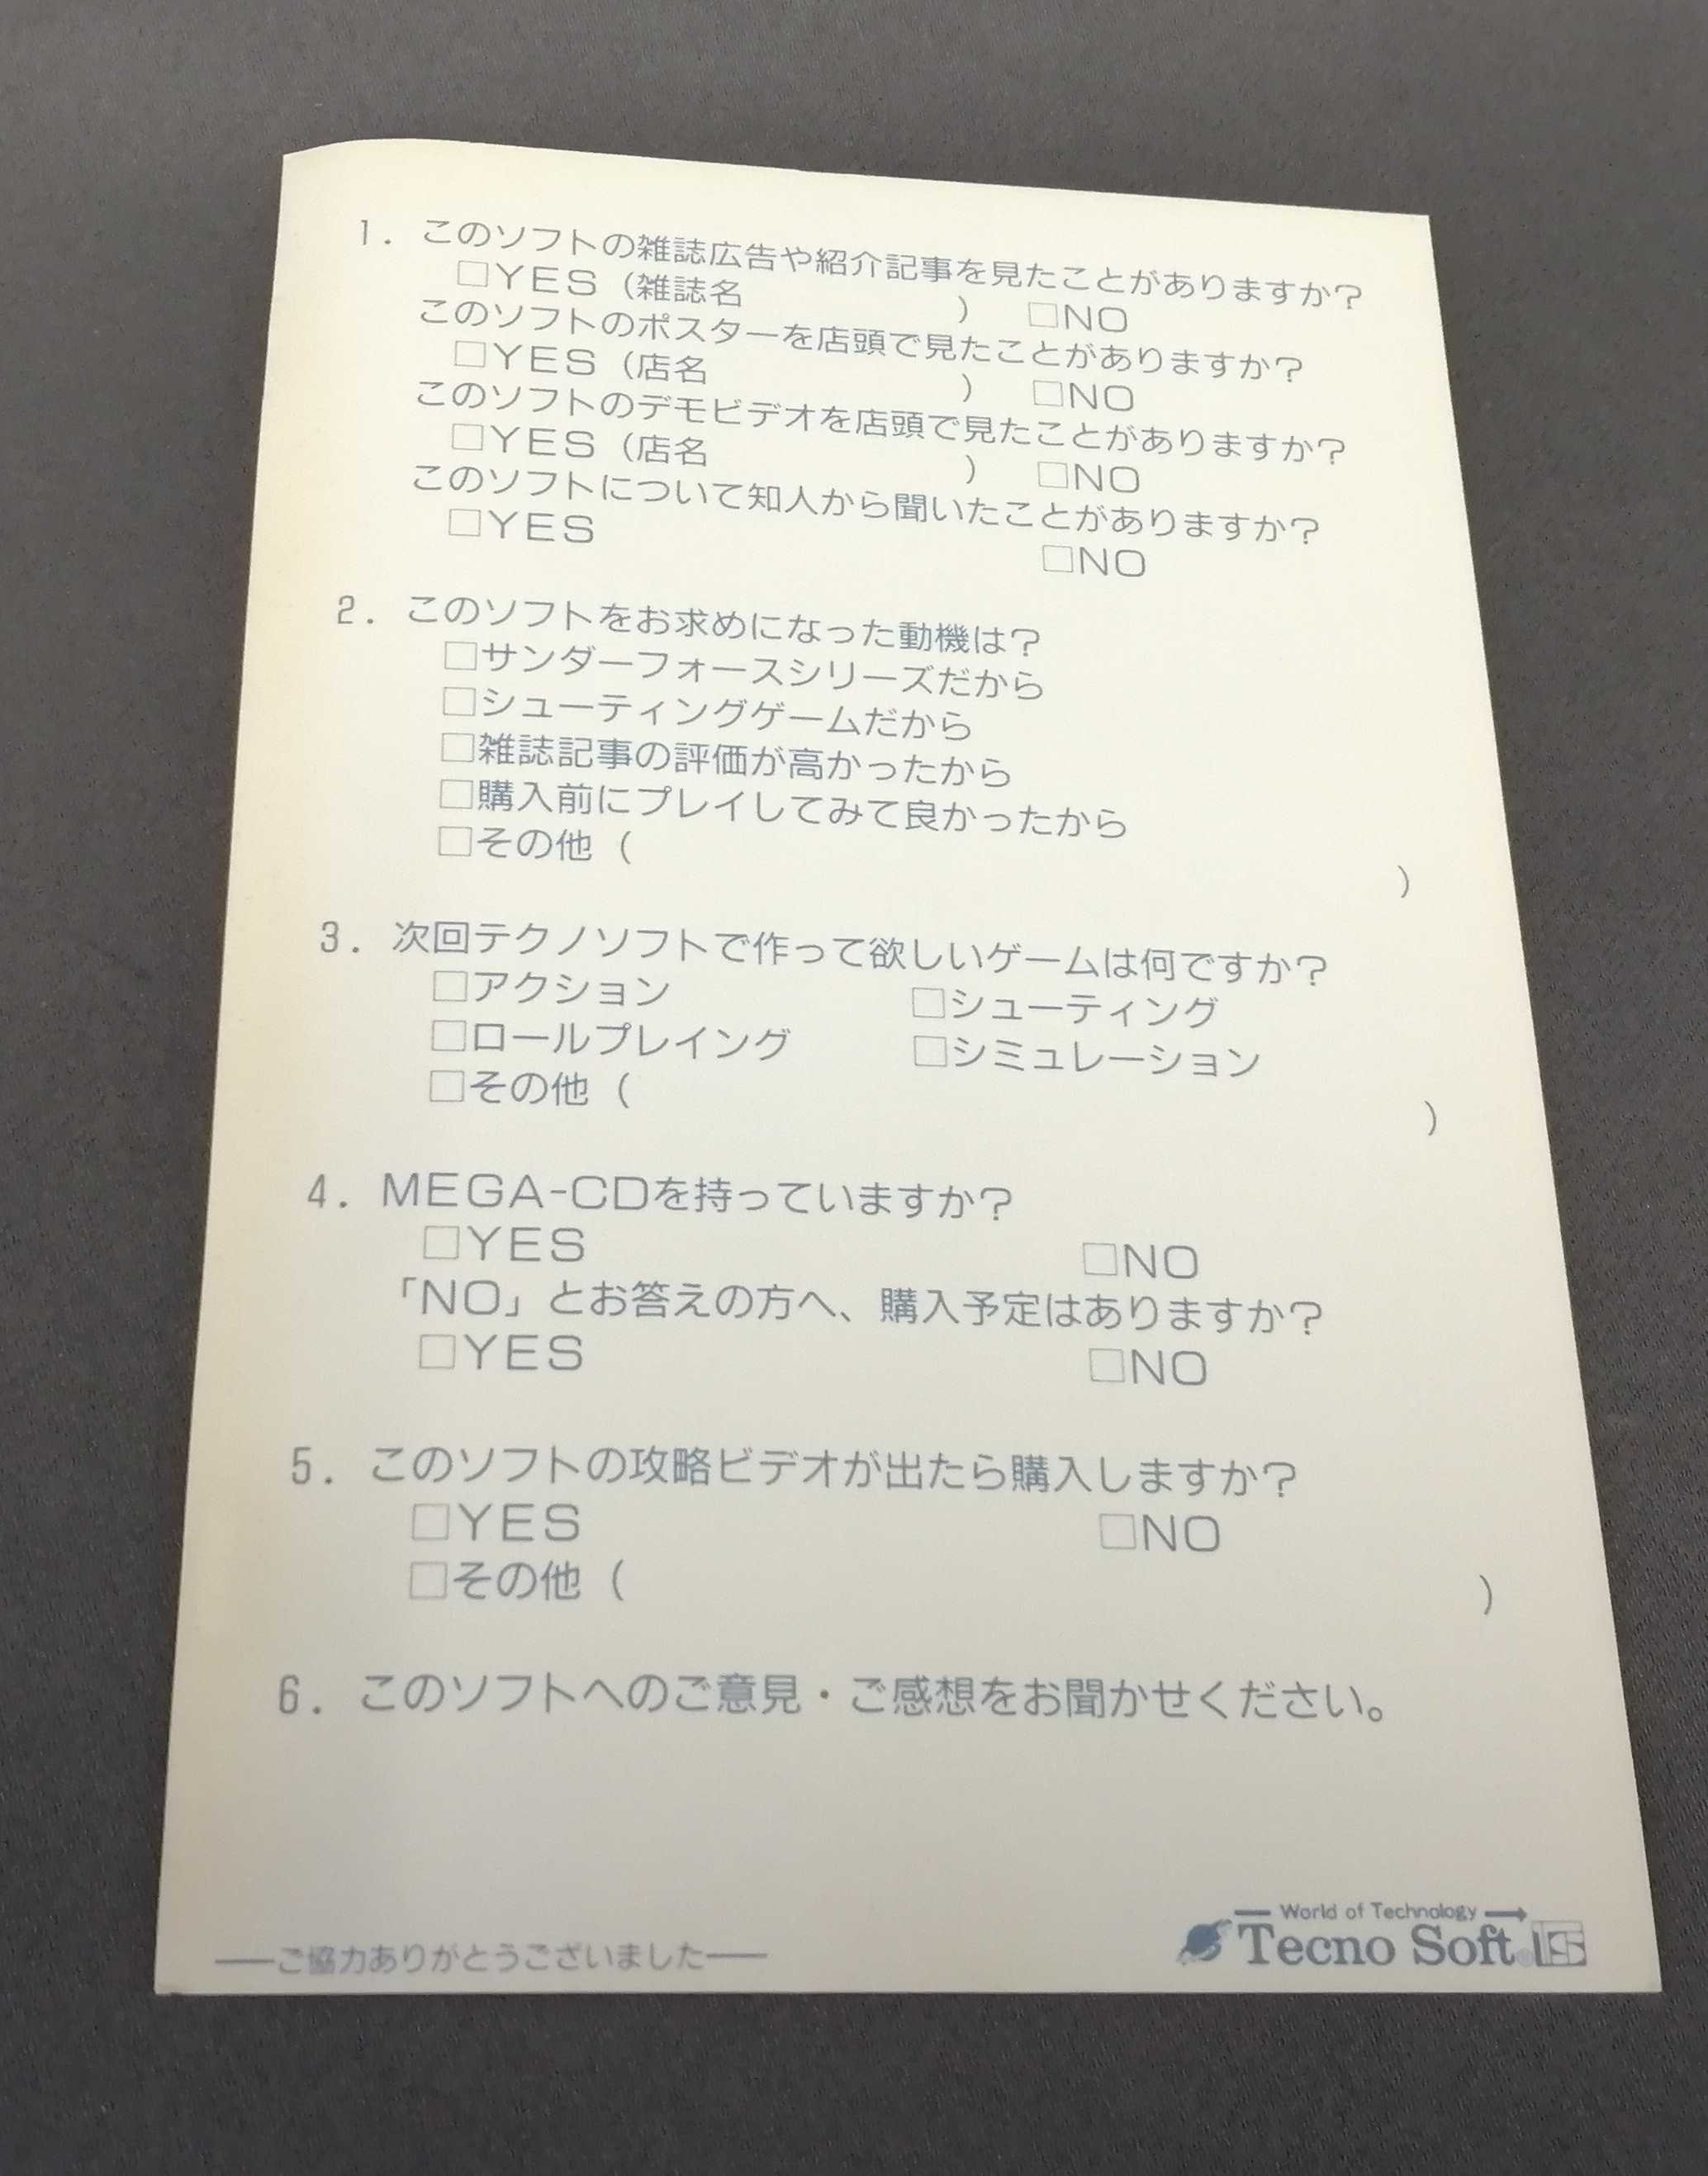 1. このソフトの雑誌広告や紹介記事を見たことがありますか?
□YES (雑誌名 ) □NO
このソフトのポスターを店頭で見たことがありますか?
□YES (店名 ) □NO
このソフトのデモビデオを店頭で見たことがありますか?
□YES (店名 ) □NO
このソフトについて知人から聞いたことがありますか?
□YES □NO
2. このソフトをお求めになった動機は?
□サンダーフォースシリーズだから
□シューティングゲームだから
□雑誌記事の評価が高かったから
□購入前にプレイしてみて良かったから
□その他 ( )
3. 次回テクノソフトで作って欲しいゲームは何ですか?
□アクション □シューティング
□ロールプレイング □シミュレーション
□その他 ( )
4. MEGA-CDを持っていますか?
□YES □NO
「NO」とお答えの方へ、購入予定はありますか?
□YES □NO
5. このソフトの攻略ビデオが出たら購入しますか?
□YES □NO
□その他 ( )
6. このソフトへのご意見・ご感想をお聞かせください。
――ご協力ありがとうございました――
World of Technology
Tecno Soft®